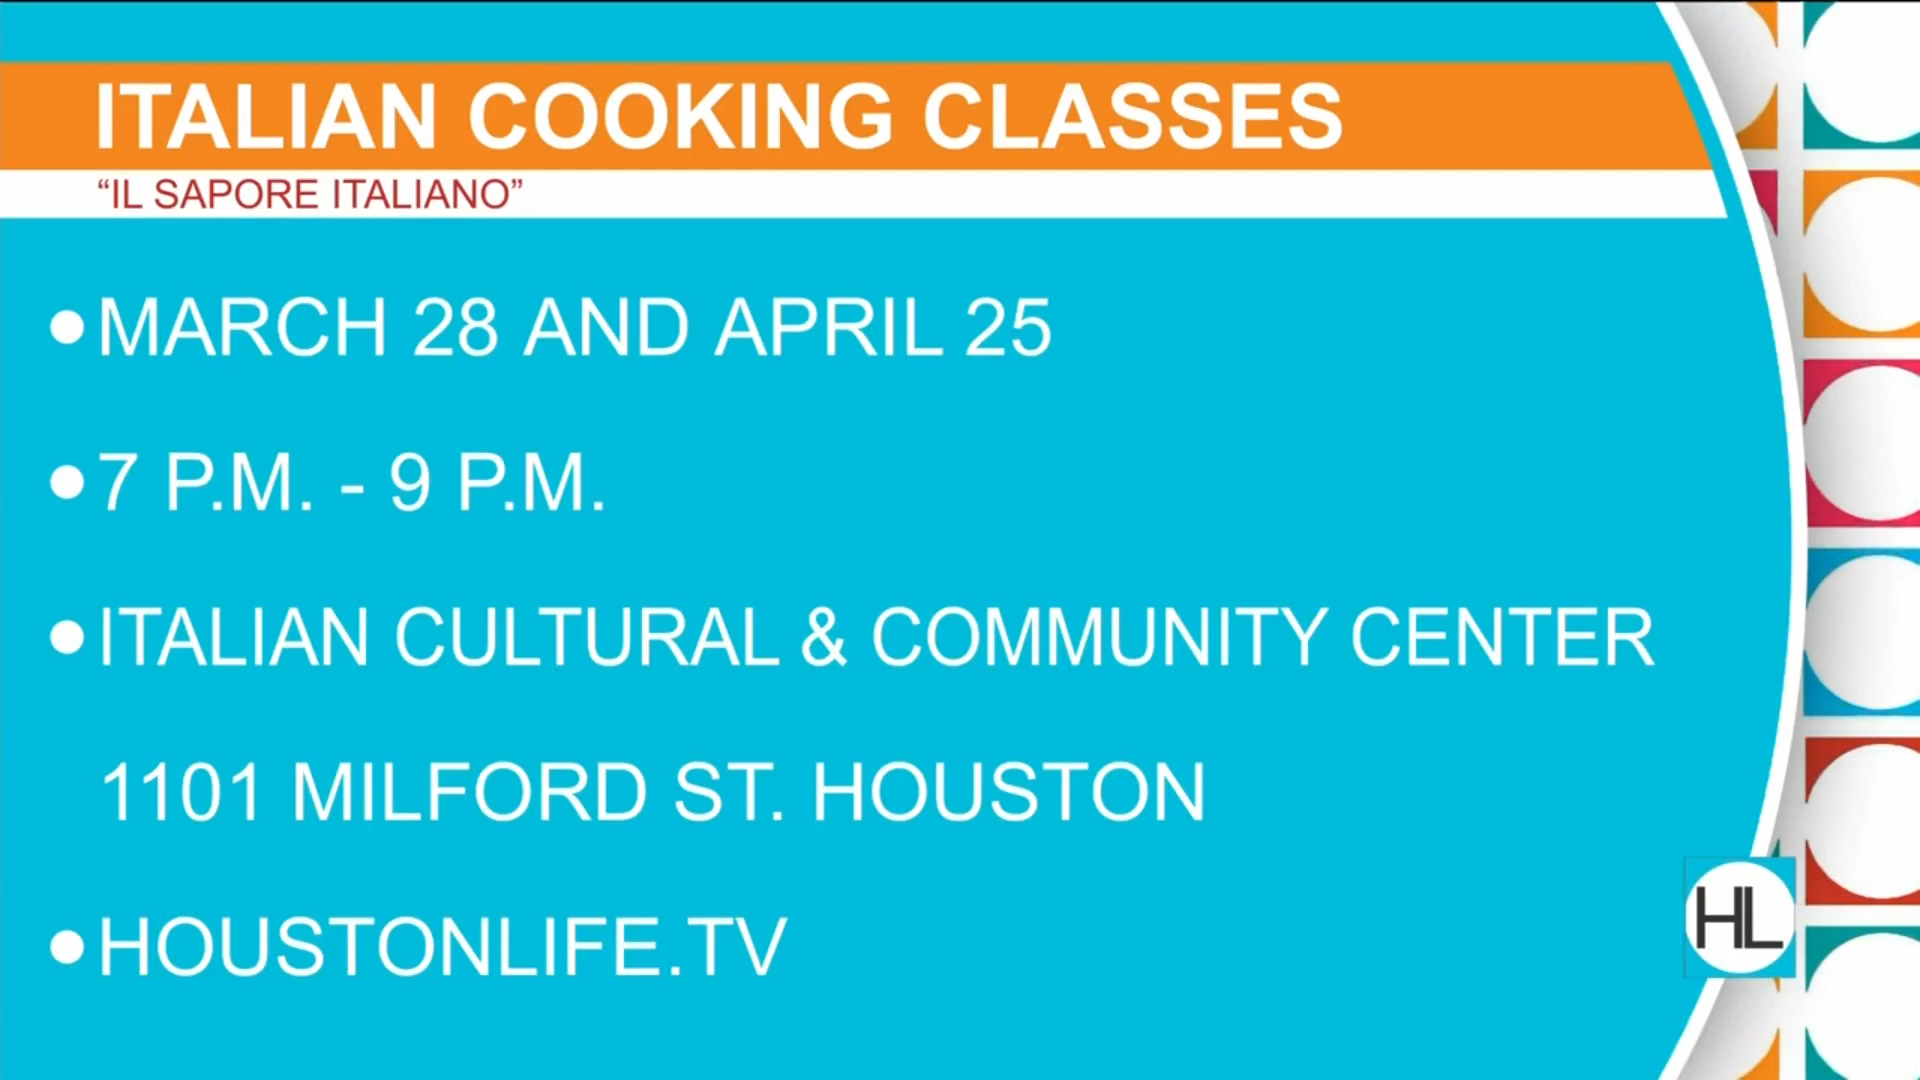 ITALIAN COOKING CLASSES
“IL SAPORE ITALIANO”
•MARCH 28 AND APRIL 25
•7 P.M. - 9 P.M.
•ITALIAN CULTURAL & COMMUNITY CENTER
1101 MILFORD ST. HOUSTON
•HOUSTONLIFE.TV
HL